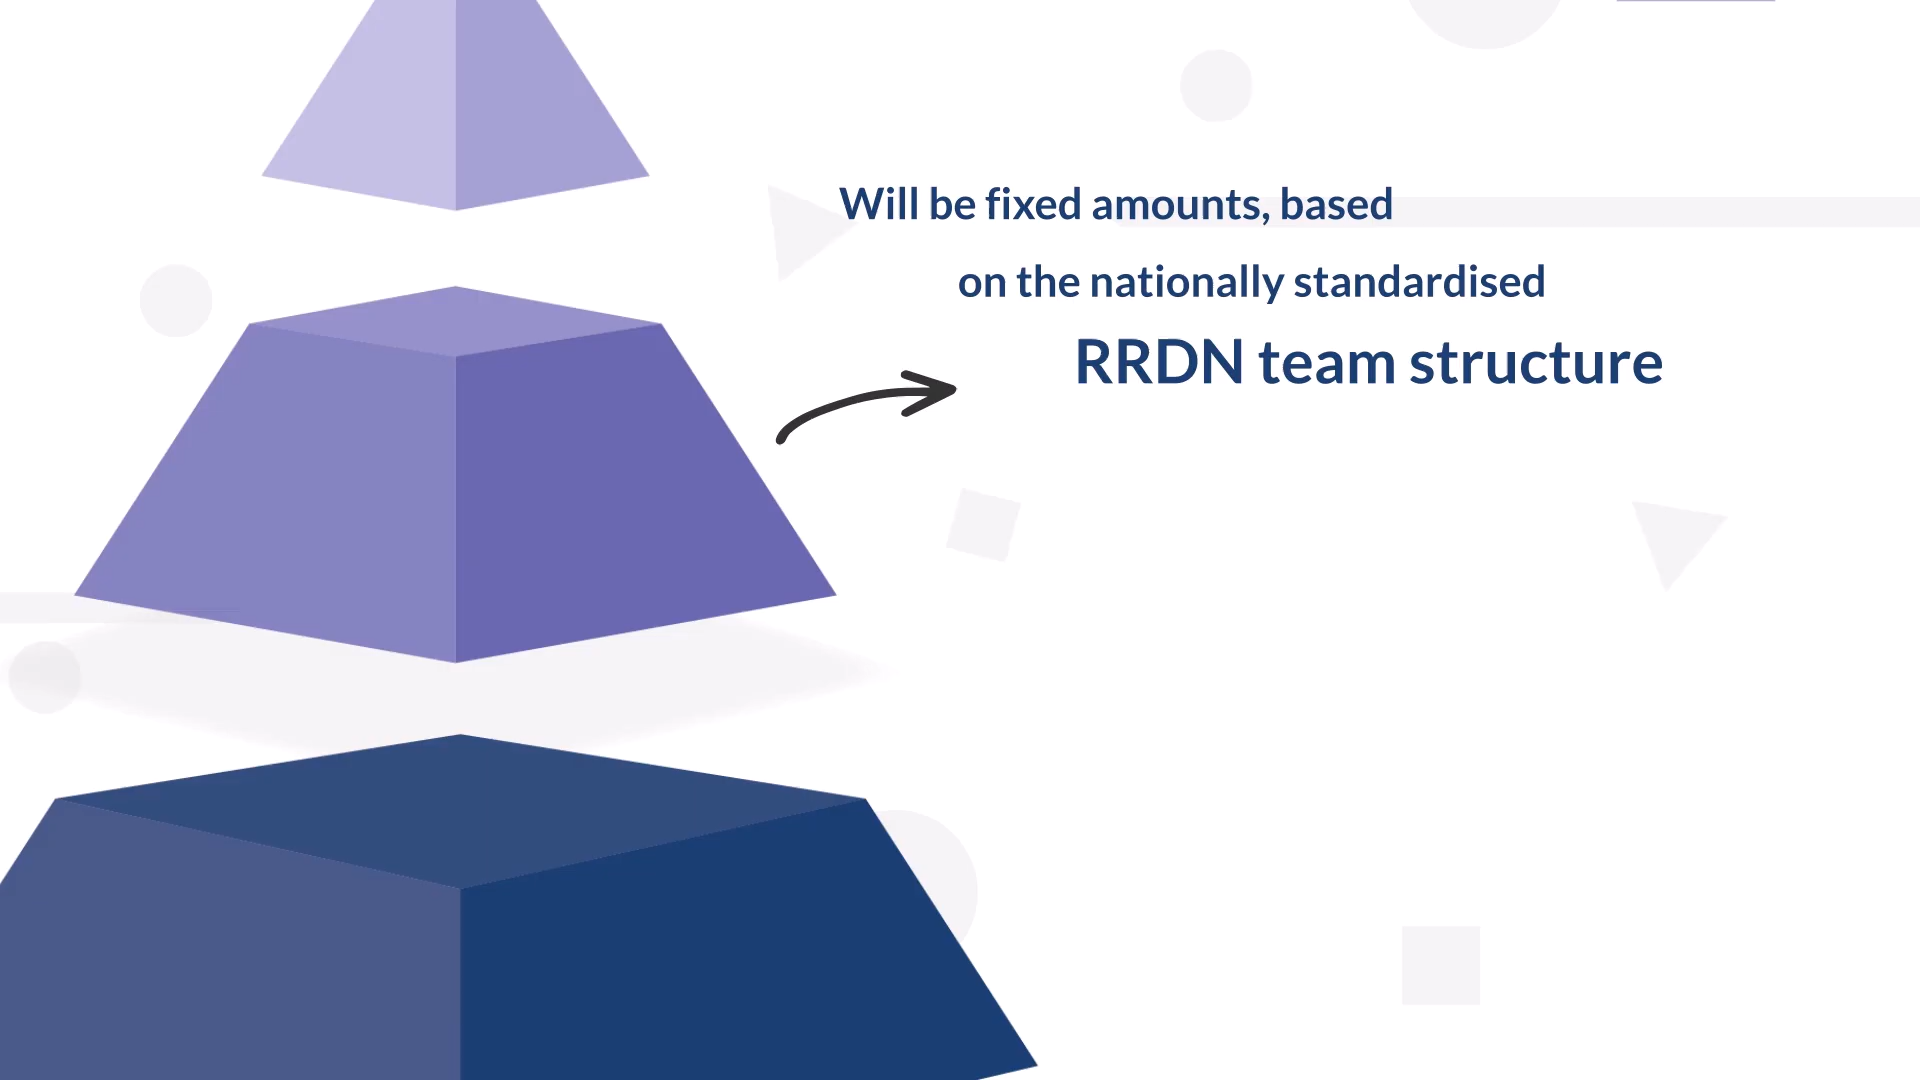 Will be fixed amounts, based
on the nationally standardised
RRDN team structure